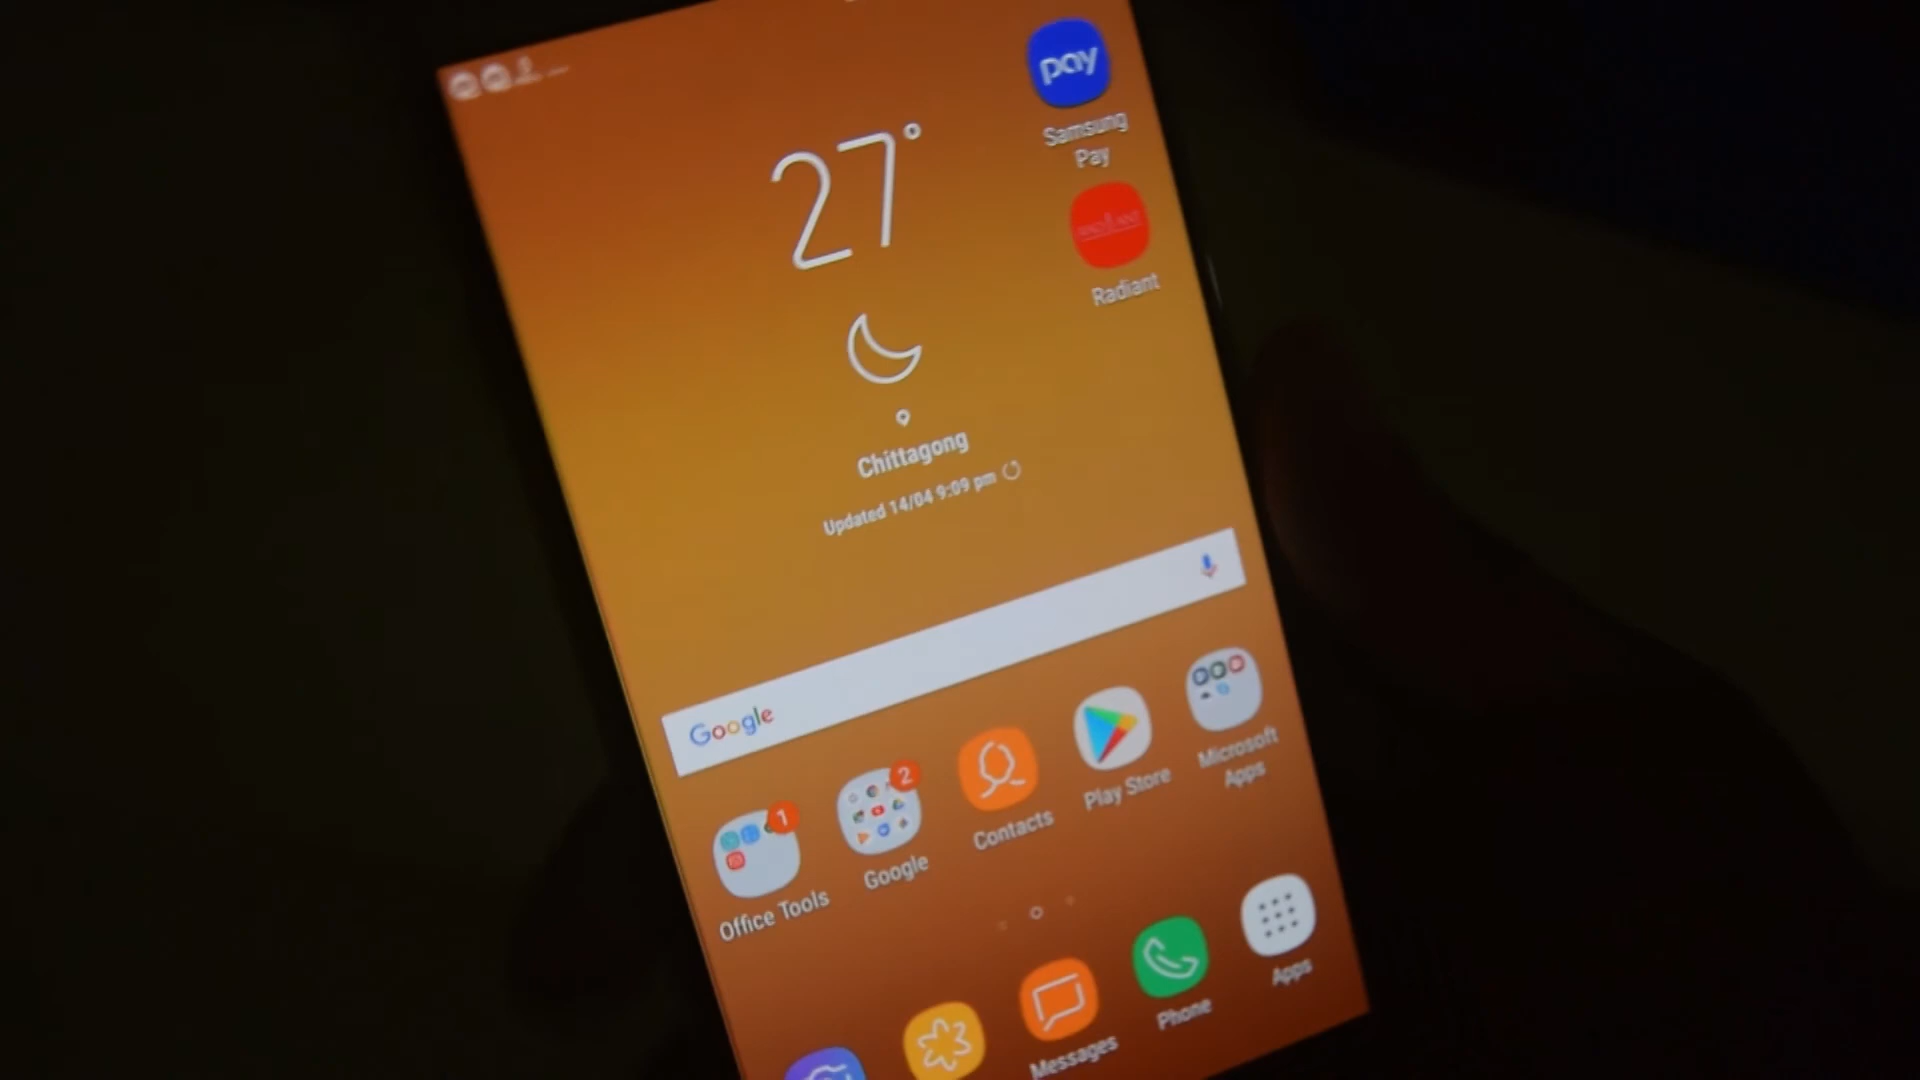 pay
Samsung
Pay
27°
Radiant
Chittagong
Updated 14/04 9:09 pm
Google
1
Office Tools
2
Google
Contacts
Play Store
Microsoft
Apps
Messages
Phone
Apps